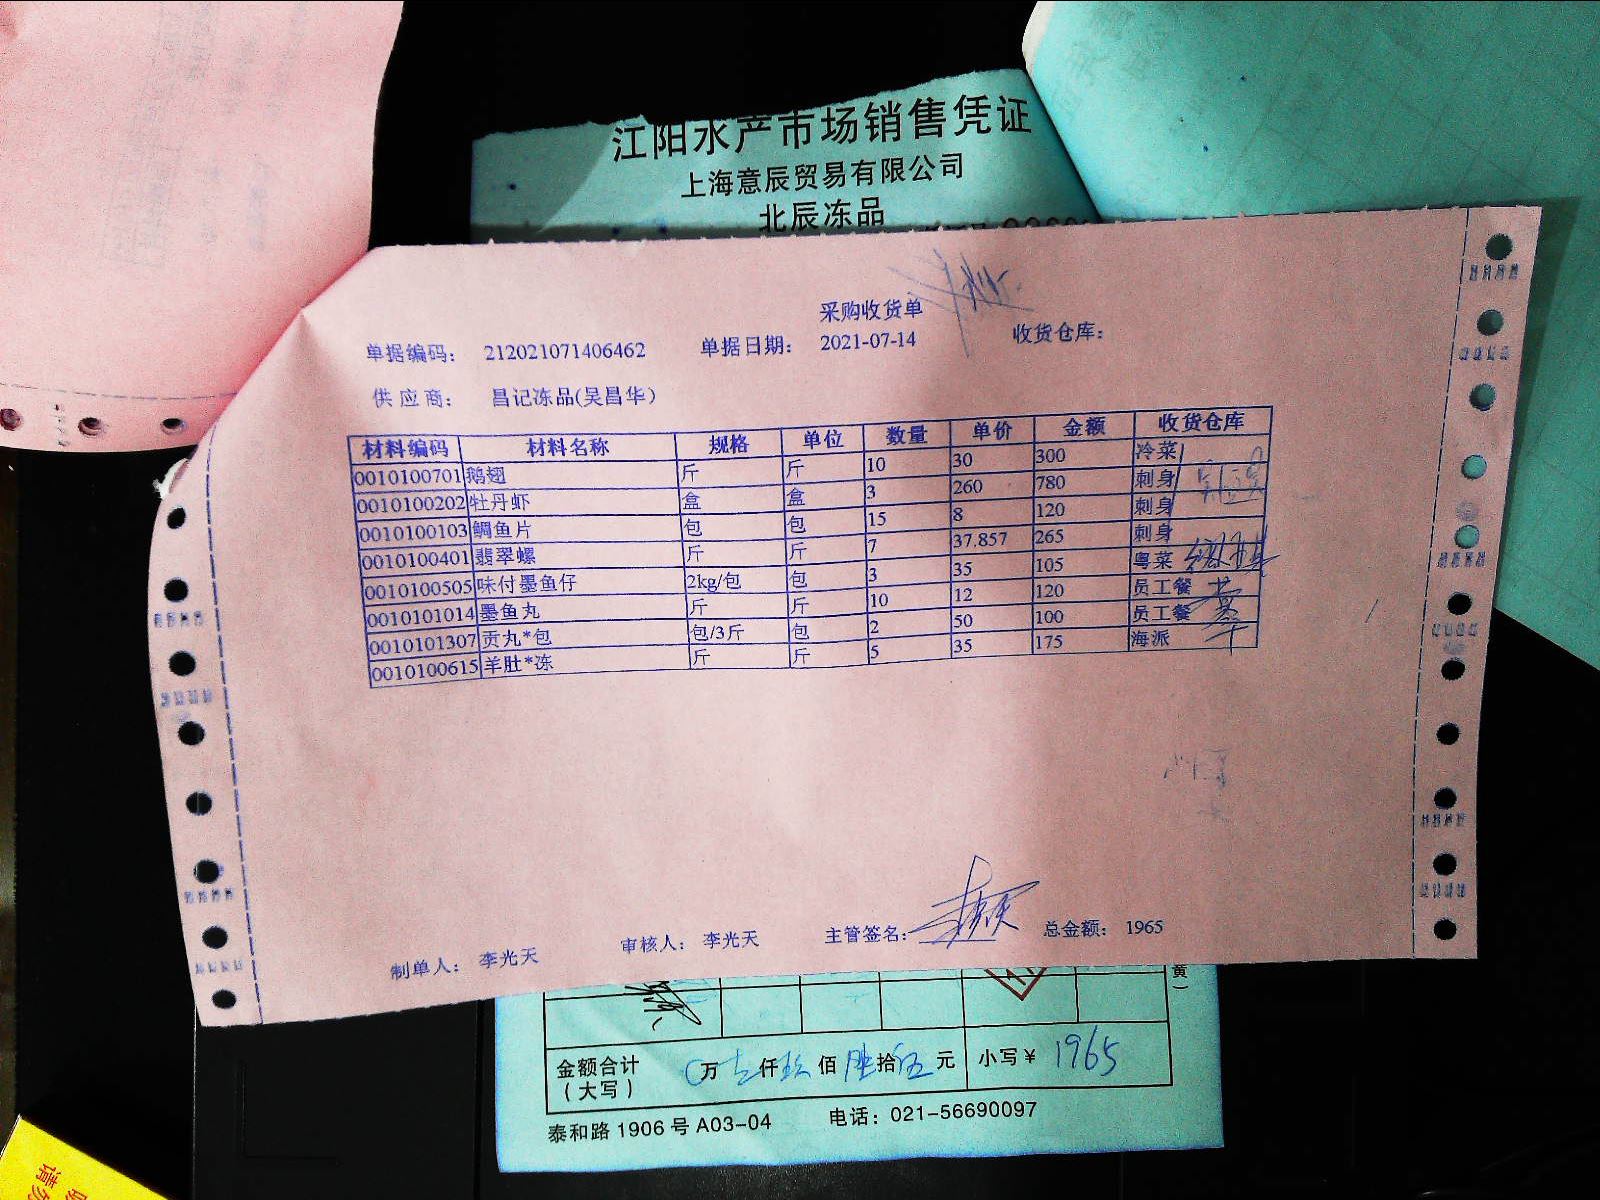 江阳水产市场销售凭证
上海意辰贸易有限公司
北辰冻品
采购收货单
单据编码: 212021071406462 单据日期: 2021-07-14 收货仓库:
供应商: 昌记冻品(吴昌华)
材料编码 材料名称 规格 单位 数量 单价 金额 收货仓库
0010100701 鹅翅 斤 斤 10 30 300 冷菜
0010100202 牡丹虾 盒 盒 3 260 780 刺身
0010100103 鲷鱼片 包 包 15 8 120 刺身
0010100401 翡翠螺 斤 斤 7 37.857 265 刺身
0010100505 味付墨鱼仔 2kg/包 包 3 35 105 粤菜
0010101014 墨鱼丸 斤 斤 10 12 120 员工餐
0010101307 贡丸*包 包/3斤 包 2 50 100 员工餐
0010100615 羊肚*冻 斤 斤 5 35 175 海派
制单人: 李光天 审核人: 李光天 主管签名: 总金额: 1965
黄)
金额合计 万 仟 佰 拾伍元 小写¥ 1965
(大写)
泰和路1906号A03-04 电话: 021-56690097